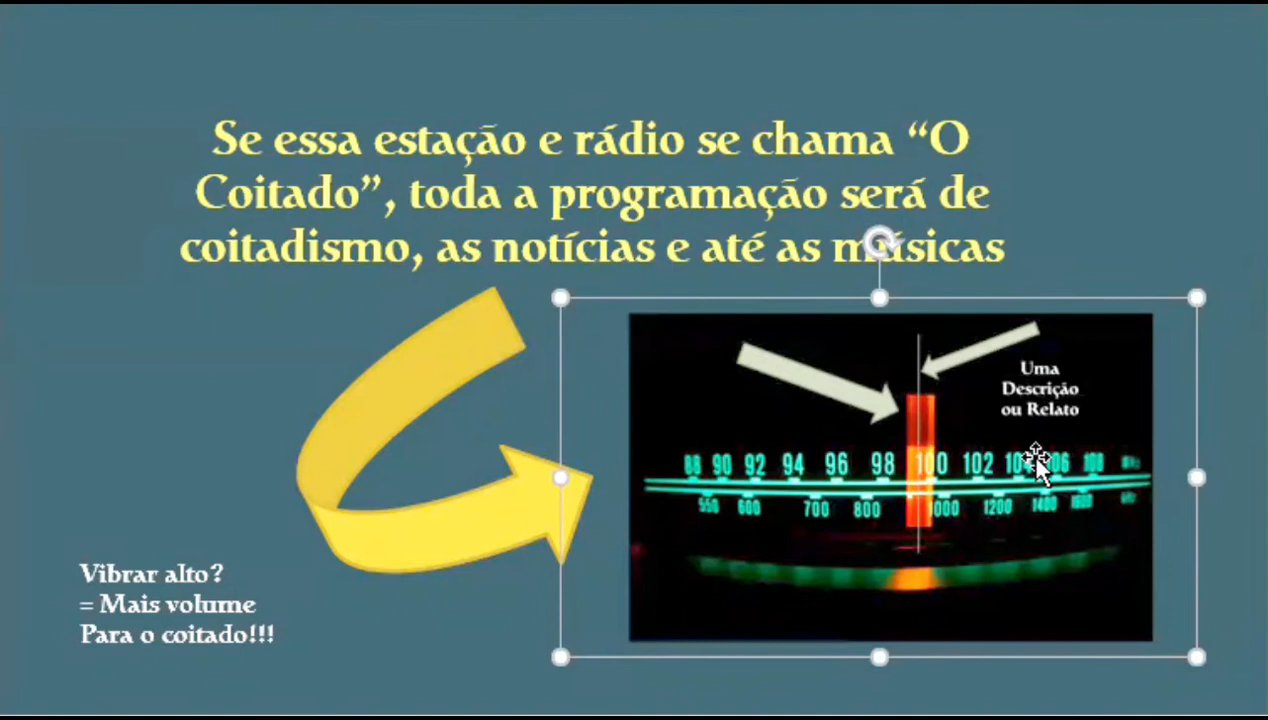 Se essa estação e rádio se chama “O
Coitado”, toda a programação será de
coitadismo, as notícias e até as músicas
Uma
Descrição
ou Relato
88 90 92 94 96 98 100 102 104 106 108
550 600 700 800 1000 1200 1400 1600
Vibrar alto?
= Mais volume
Para o coitado!!!